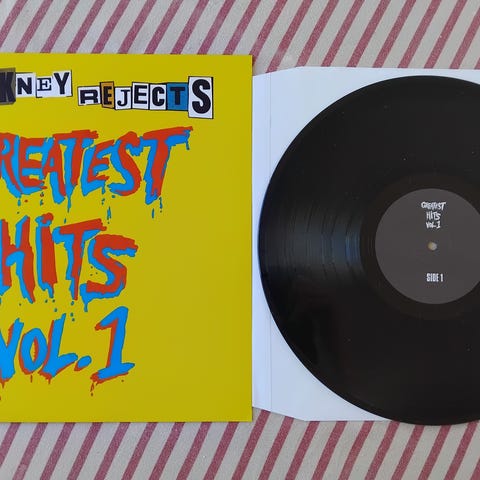 KNEY REJECTS
REATEST
HiTS
VOL. 1
GREATEST
HiTS
VOL. 1
SIDE 1